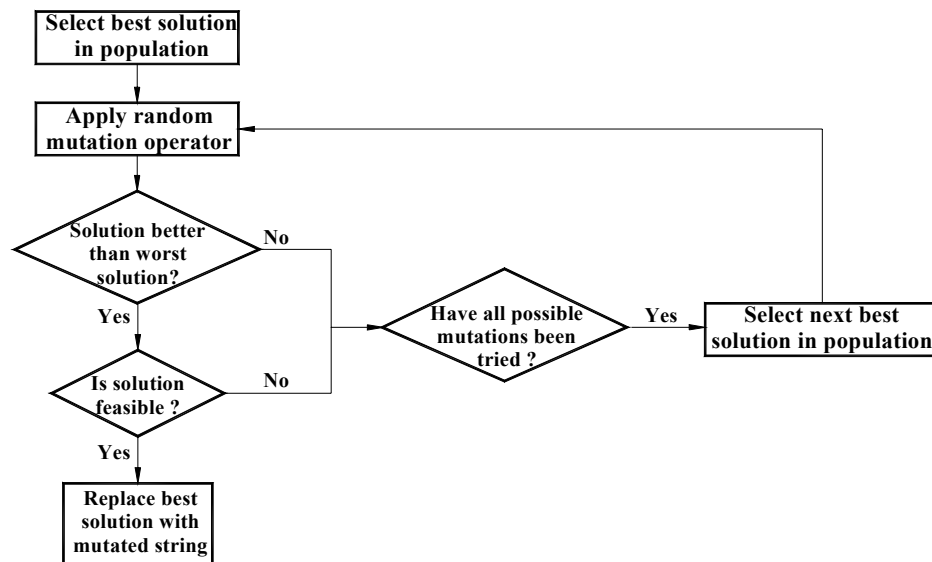 Select best solution
in population
Apply random
mutation operator
Solution better
than worst
solution?
No
Yes
Is solution
feasible ?
No
Yes
Replace best
solution with
mutated string
Have all possible
mutations been
tried ?
Yes
Select next best
solution in population